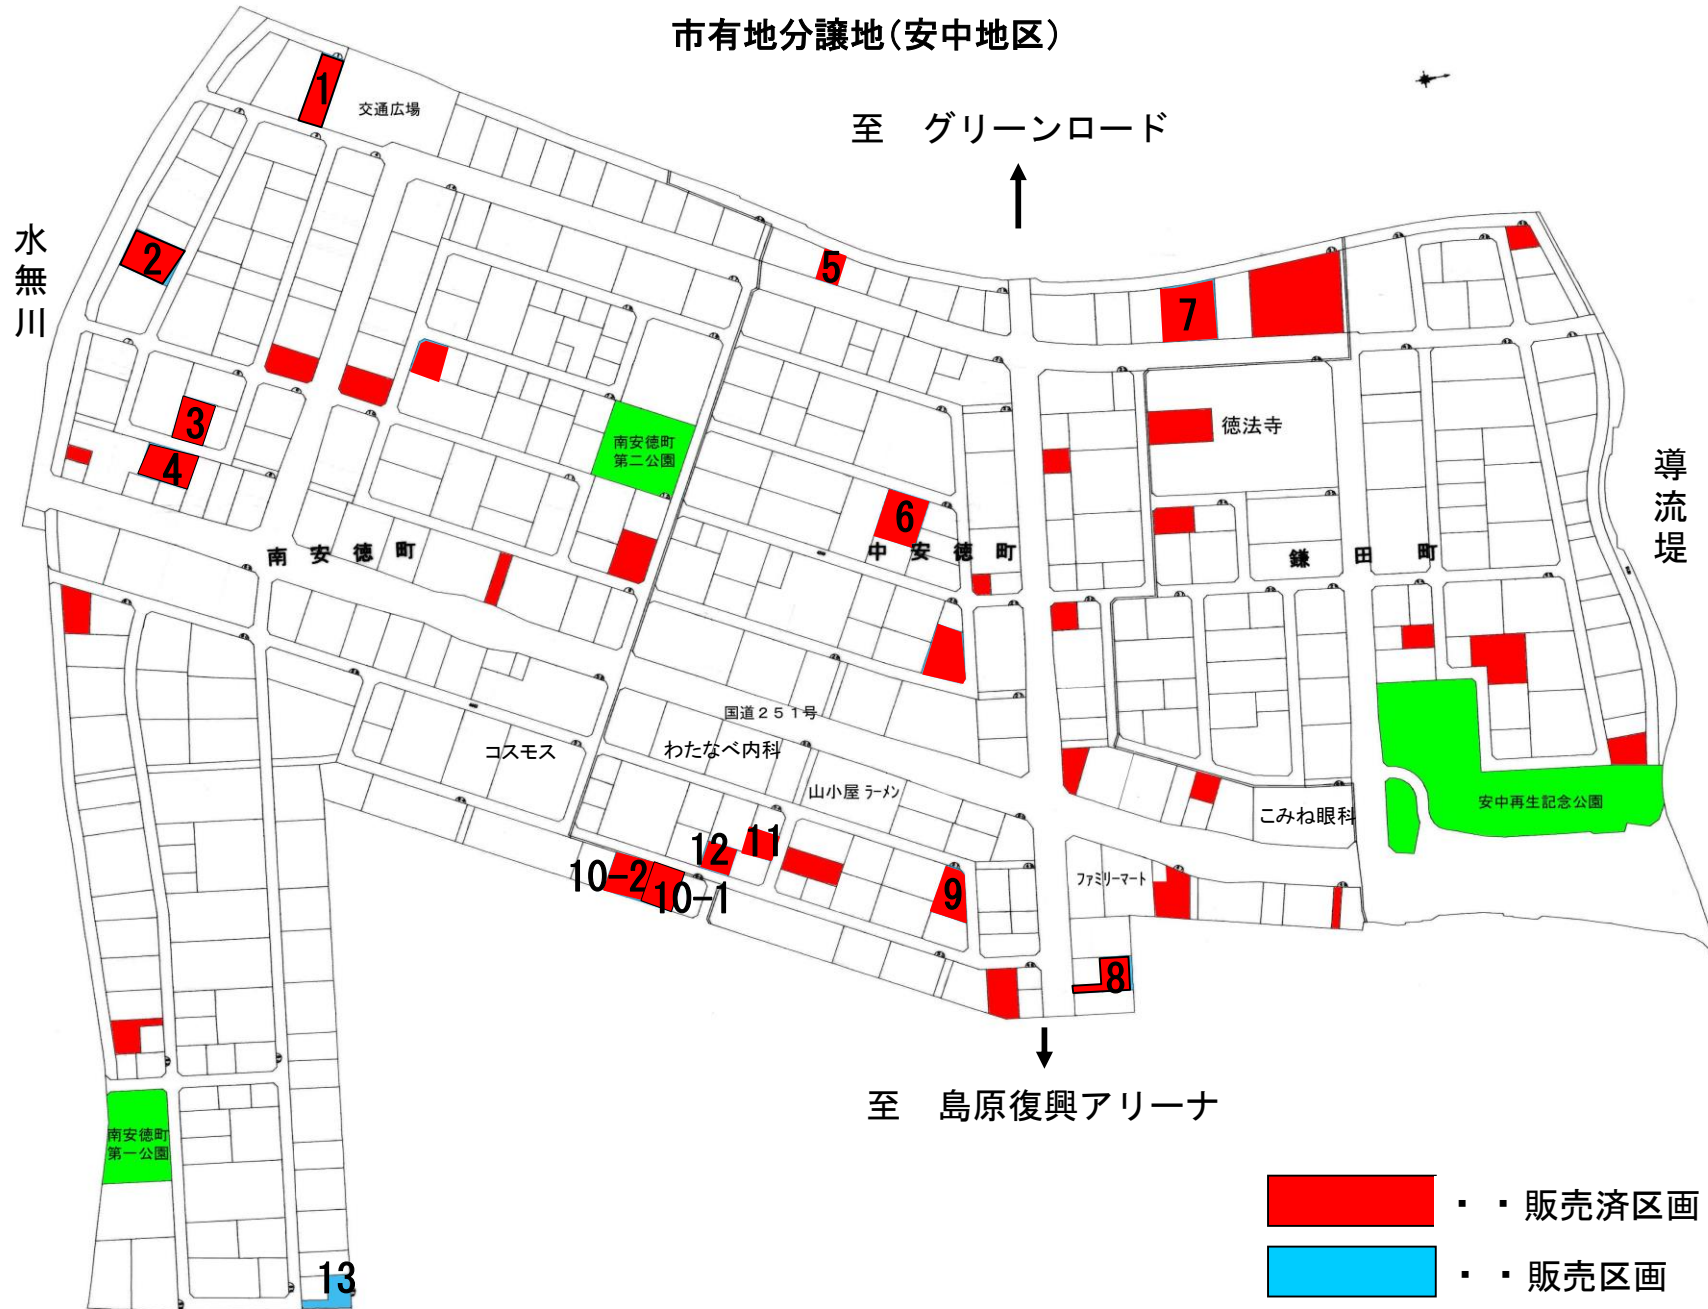 市有地分譲地(安中地区)
交通広場
至　グリーンロード
水無川
1
2
3
4
5
6
7
徳法寺
導流堤
南安徳町
第二公園
南安徳町
中安徳町
鎌田町
国道２５１号
コスモス
わたなべ内科
山小屋 ラーメン
こみね眼科
安中再生記念公園
ファミリーマート
12
11
10-2
10-1
9
8
至　島原復興アリーナ
南安徳町
第一公園
13
・・販売済区画
・・販売区画